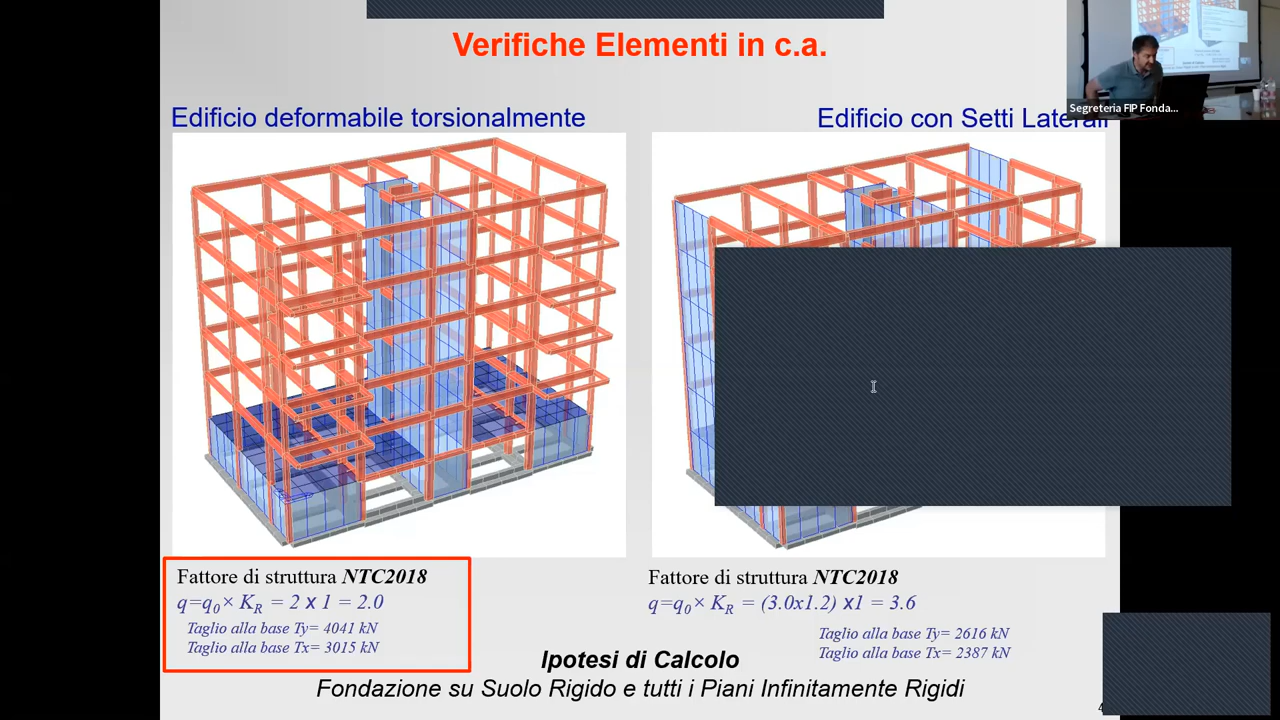 Verifiche Elementi in c.a.
Segreteria FIP Fonda...
Edificio deformabile torsionalmente
Edificio con Setti Laterali
Fattore di struttura NTC2018
q=q0× KR = 2 x 1 = 2.0
Taglio alla base Ty= 4041 kN
Taglio alla base Tx= 3015 kN
Fattore di struttura NTC2018
q=q0× KR = (3.0x1.2) x1 = 3.6
Taglio alla base Ty= 2616 kN
Taglio alla base Tx= 2387 kN
Ipotesi di Calcolo
Fondazione su Suolo Rigido e tutti i Piani Infinitamente Rigidi